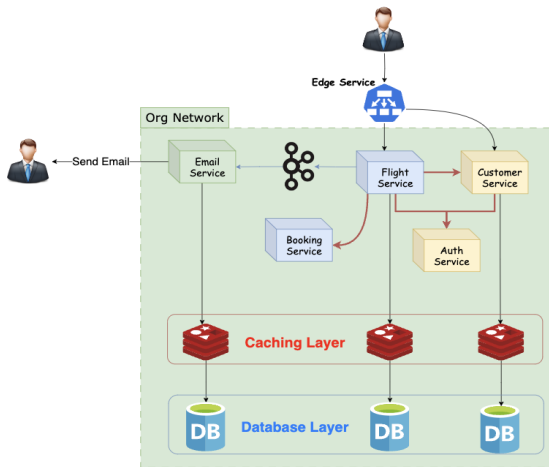 Edge Service
Org Network
Send Email
Email
Service
Flight
Service
Customer
Service
Booking
Service
Auth
Service
Caching Layer
DB
Database Layer
DB
DB